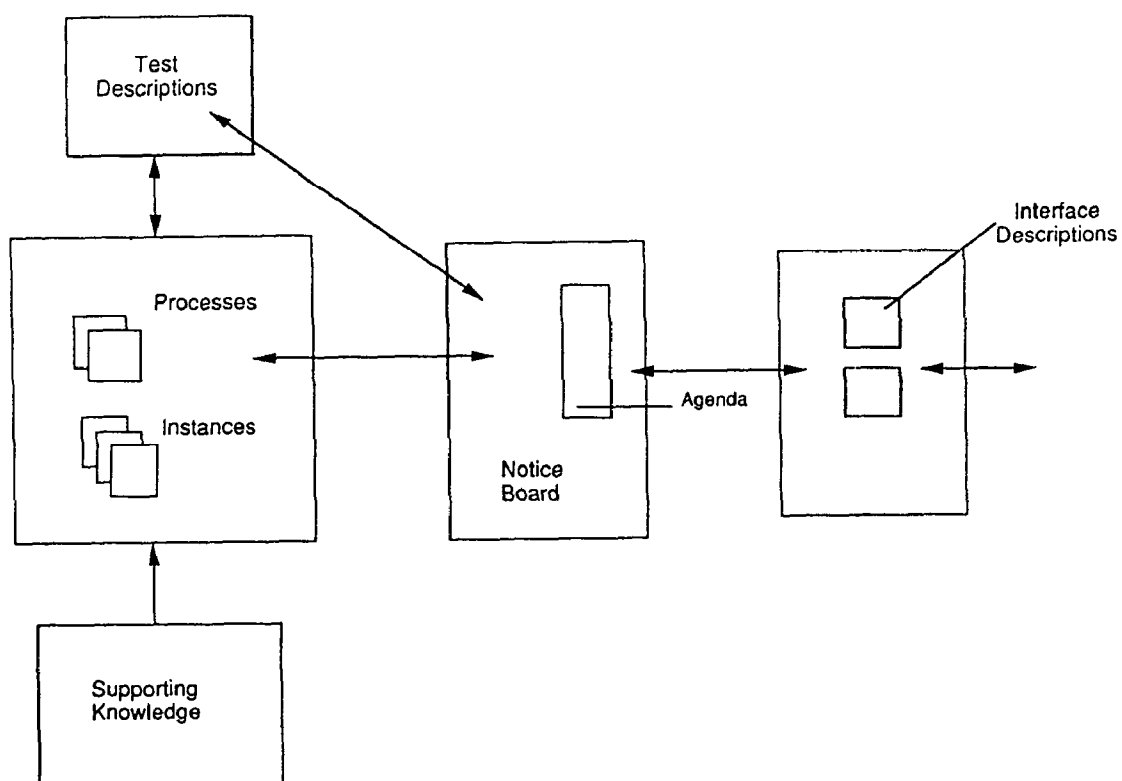 Test
Descriptions
Interface
Descriptions
Processes
Agenda
Instances
Notice
Board
Supporting
Knowledge